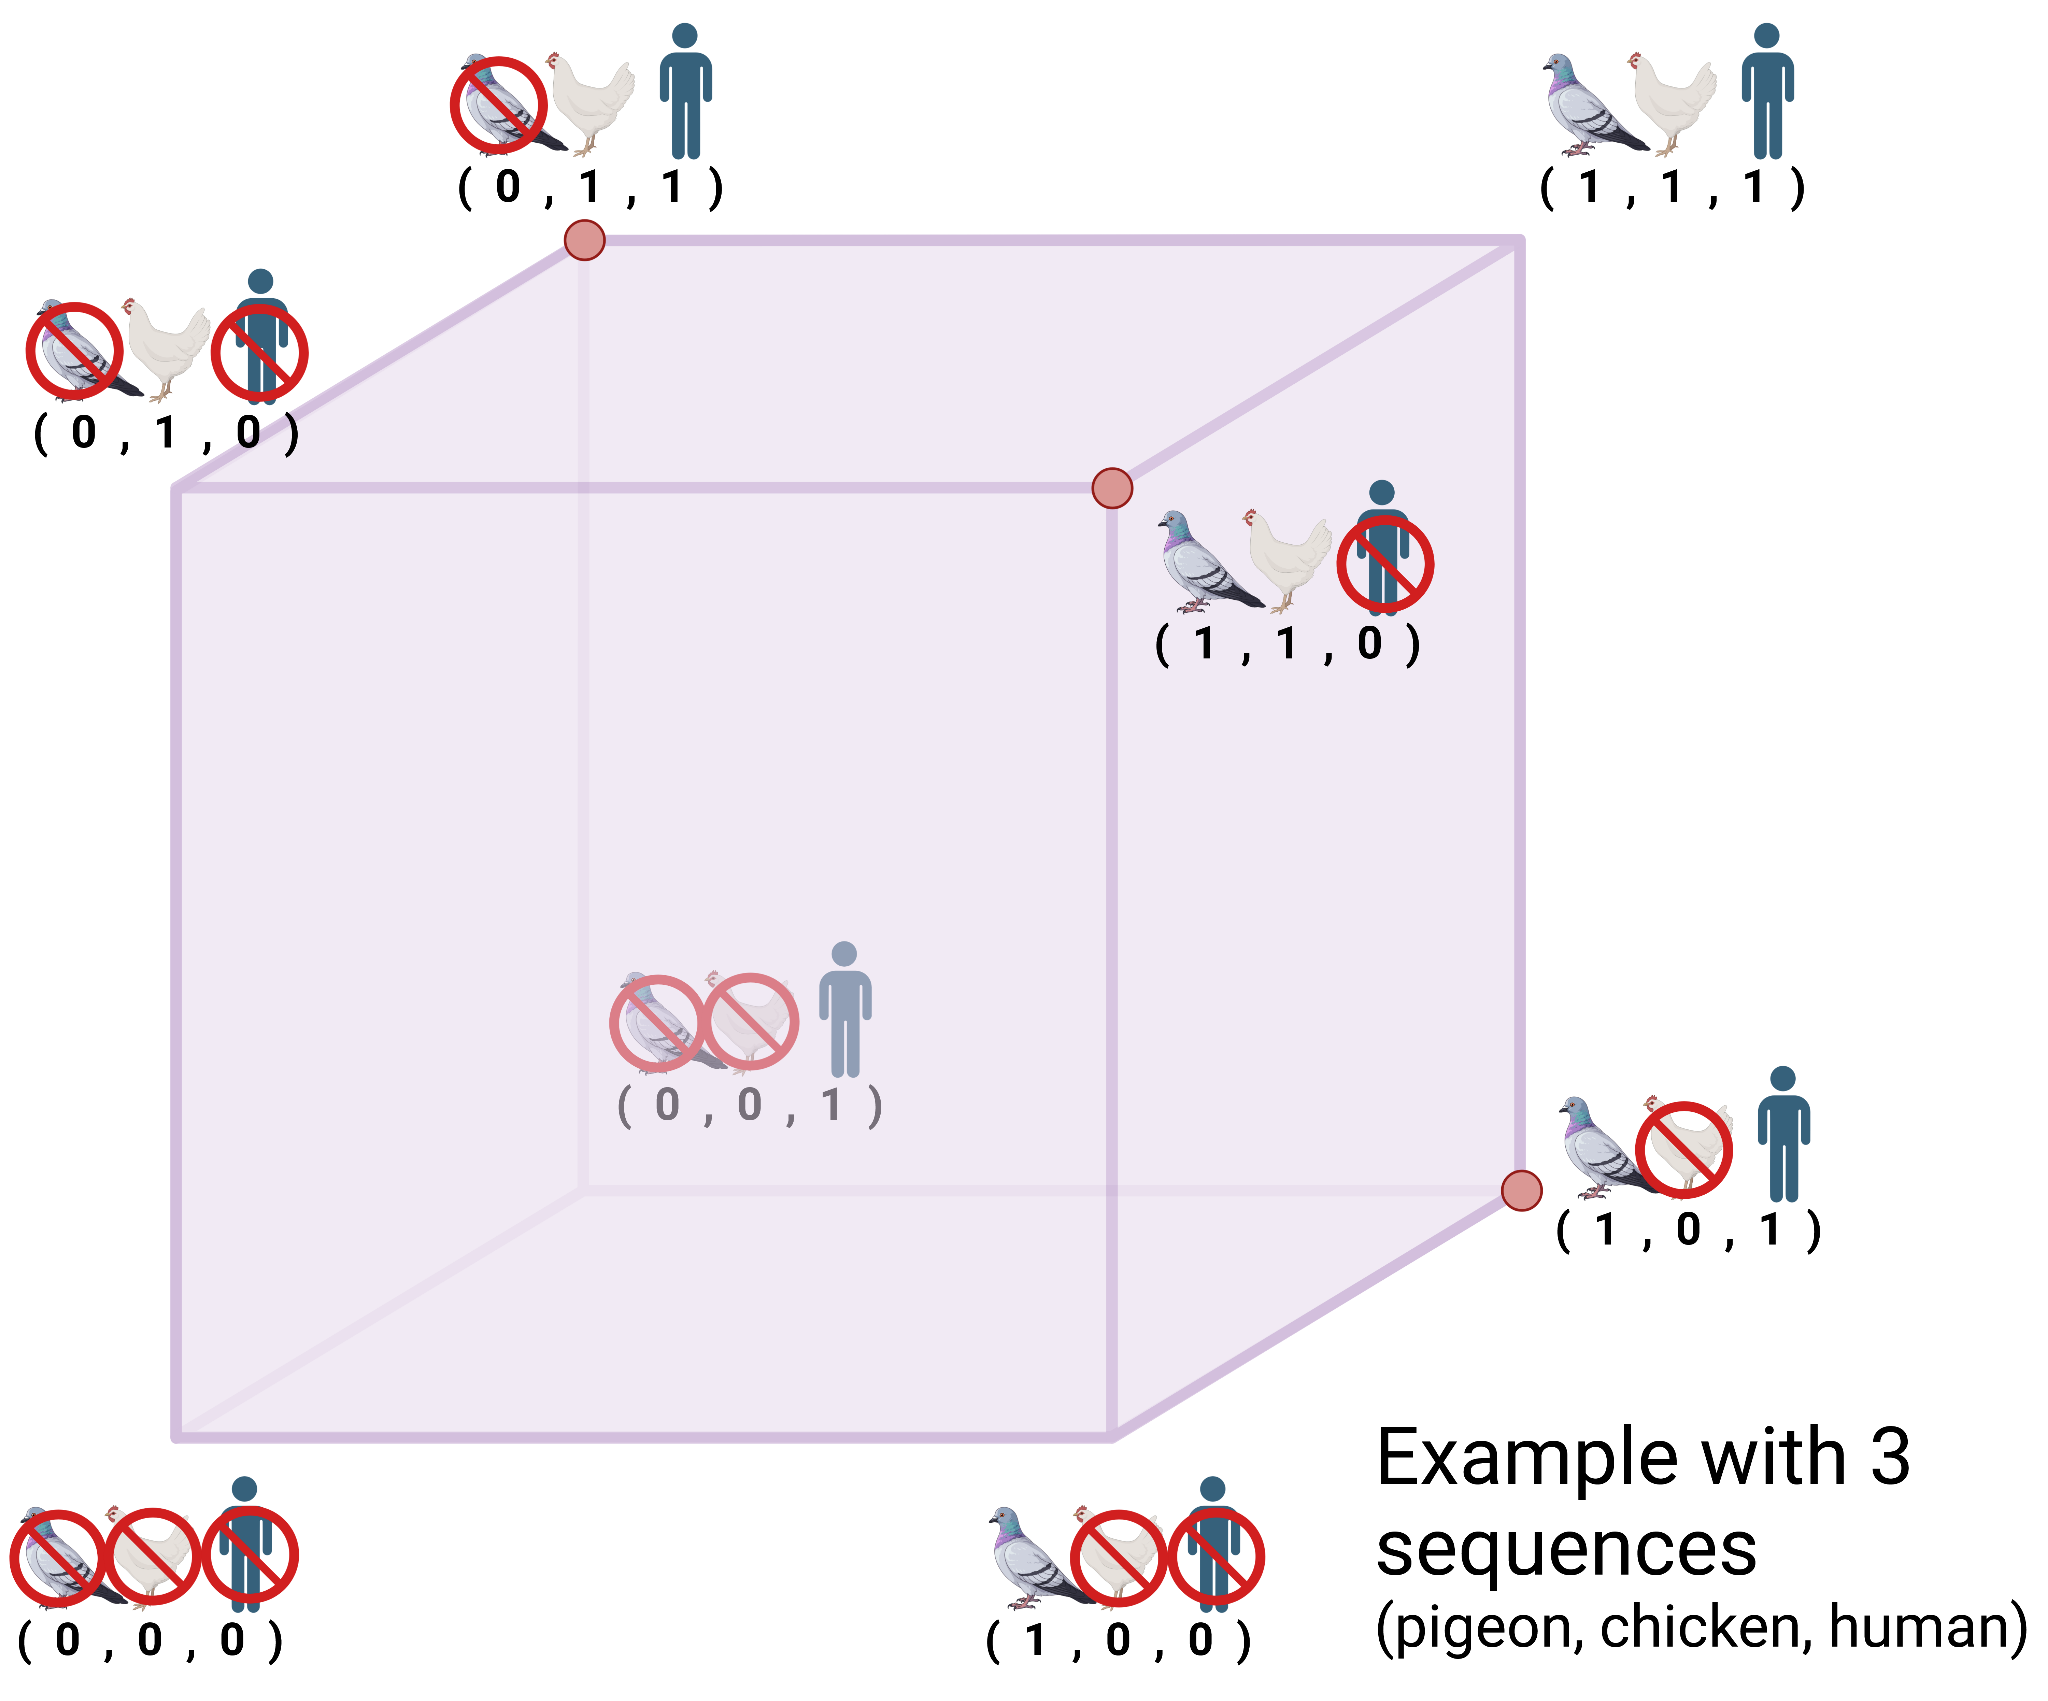 ( 0 , 1 , 1 )
( 1 , 1 , 1 )
( 0 , 1 , 0 )
( 1 , 1 , 0 )
( 0 , 0 , 1 )
( 1 , 0 , 1 )
( 0 , 0 , 0 )
( 1 , 0 , 0 )
Example with 3
sequences
(pigeon, chicken, human)